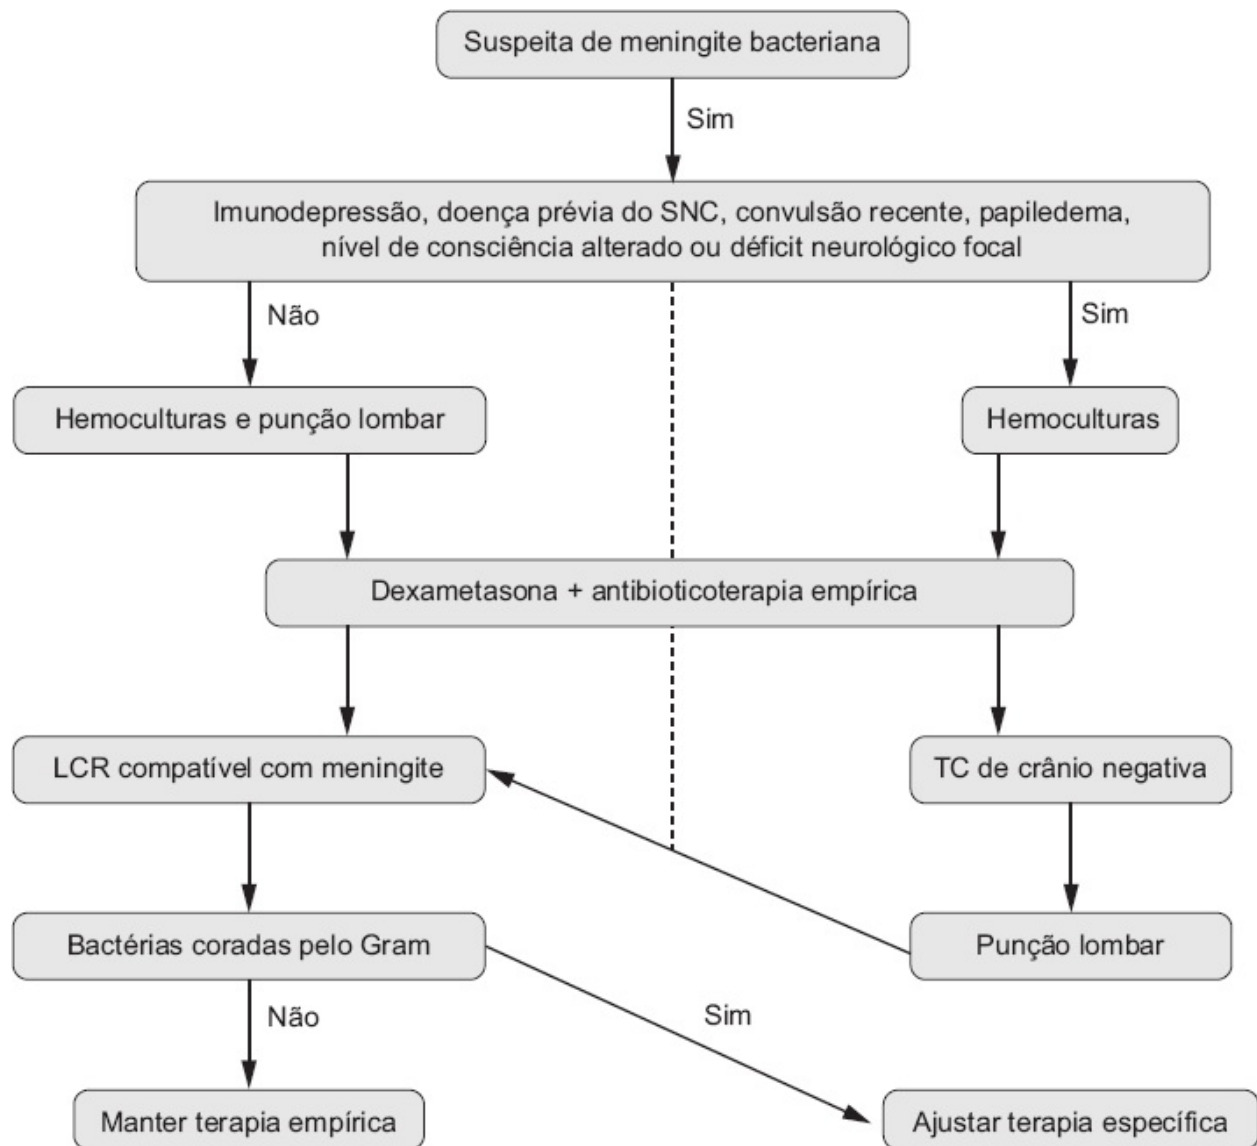 Suspeita de meningite bacteriana
Sim
Imunodepressão, doença prévia do SNC, convulsão recente, papiledema,
nível de consciência alterado ou déficit neurológico focal
Não
Sim
Hemoculturas e punção lombar
Hemoculturas
Dexametasona + antibioticoterapia empírica
LCR compatível com meningite
TC de crânio negativa
Bactérias coradas pelo Gram
Punção lombar
Não
Sim
Manter terapia empírica
Ajustar terapia específica